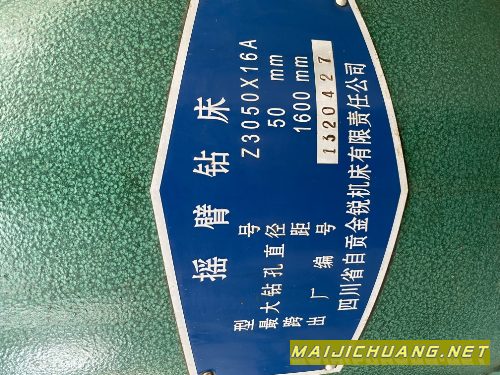 摇臂钻床
型号 Z3050X16A
最大钻孔直径 50 mm
跨距 1600 mm
出厂编号 1320427
四川省自贡金锐机床有限责任公司
MAIJICHUANG.NET